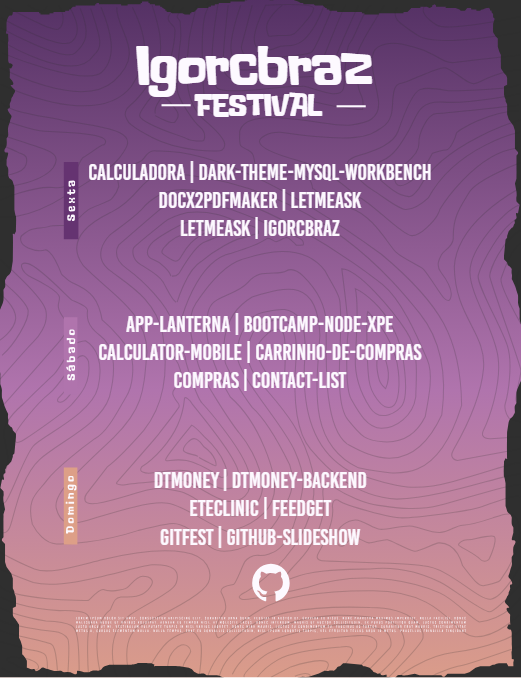 Igorcbraz
FESTIVAL
Sexta
CALCULADORA | DARK-THEME-MYSQL-WORKBENCH
DOCX2PDFMAKER | LETMEASK
LETMEASK | IGORCBRAZ
Sábado
APP-LANTERNA | BOOTCAMP-NODE-XPE
CALCULATOR-MOBILE | CARRINHO-DE-COMPRAS
COMPRAS | CONTACT-LIST
Domingo
DTMONEY | DTMONEY-BACKEND
ETECLINIC | FEEDGET
GITFEST | GITHUB-SLIDESHOW